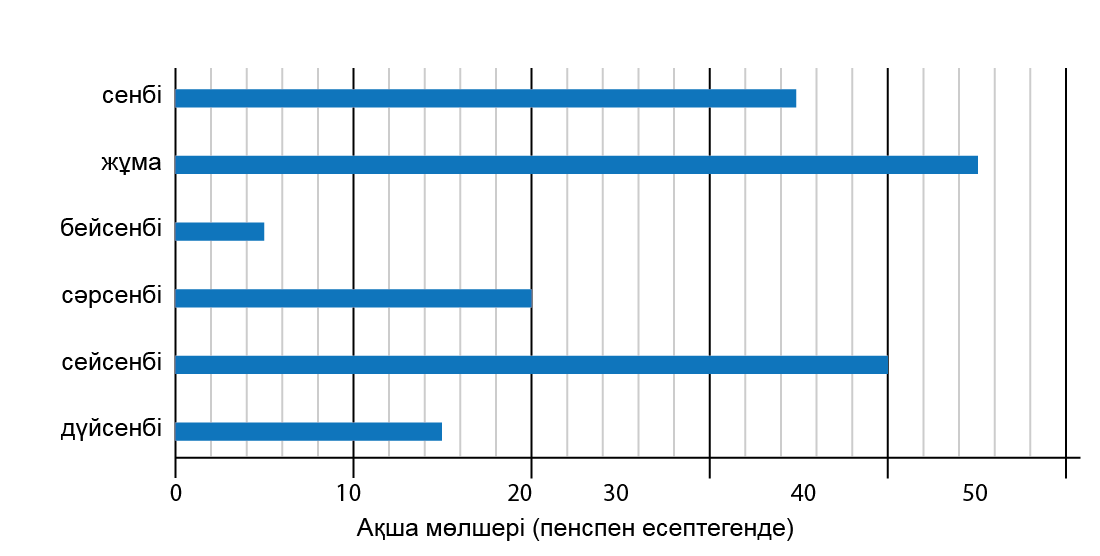 сенбі
жұма
бейсенбі
сәрсенбі
сейсенбі
дүйсенбі
0 10 20 30 40 50
Ақша мөлшері (пенспен есептегенде)